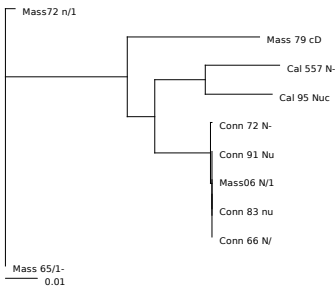 Mass72 n/1
Mass 79 cD
Cal 557 N-
Cal 95 Nuc
Conn 72 N-
Conn 91 Nu
Mass06 N/1
Conn 83 nu
Conn 66 N/
Mass 65/1-
0.01